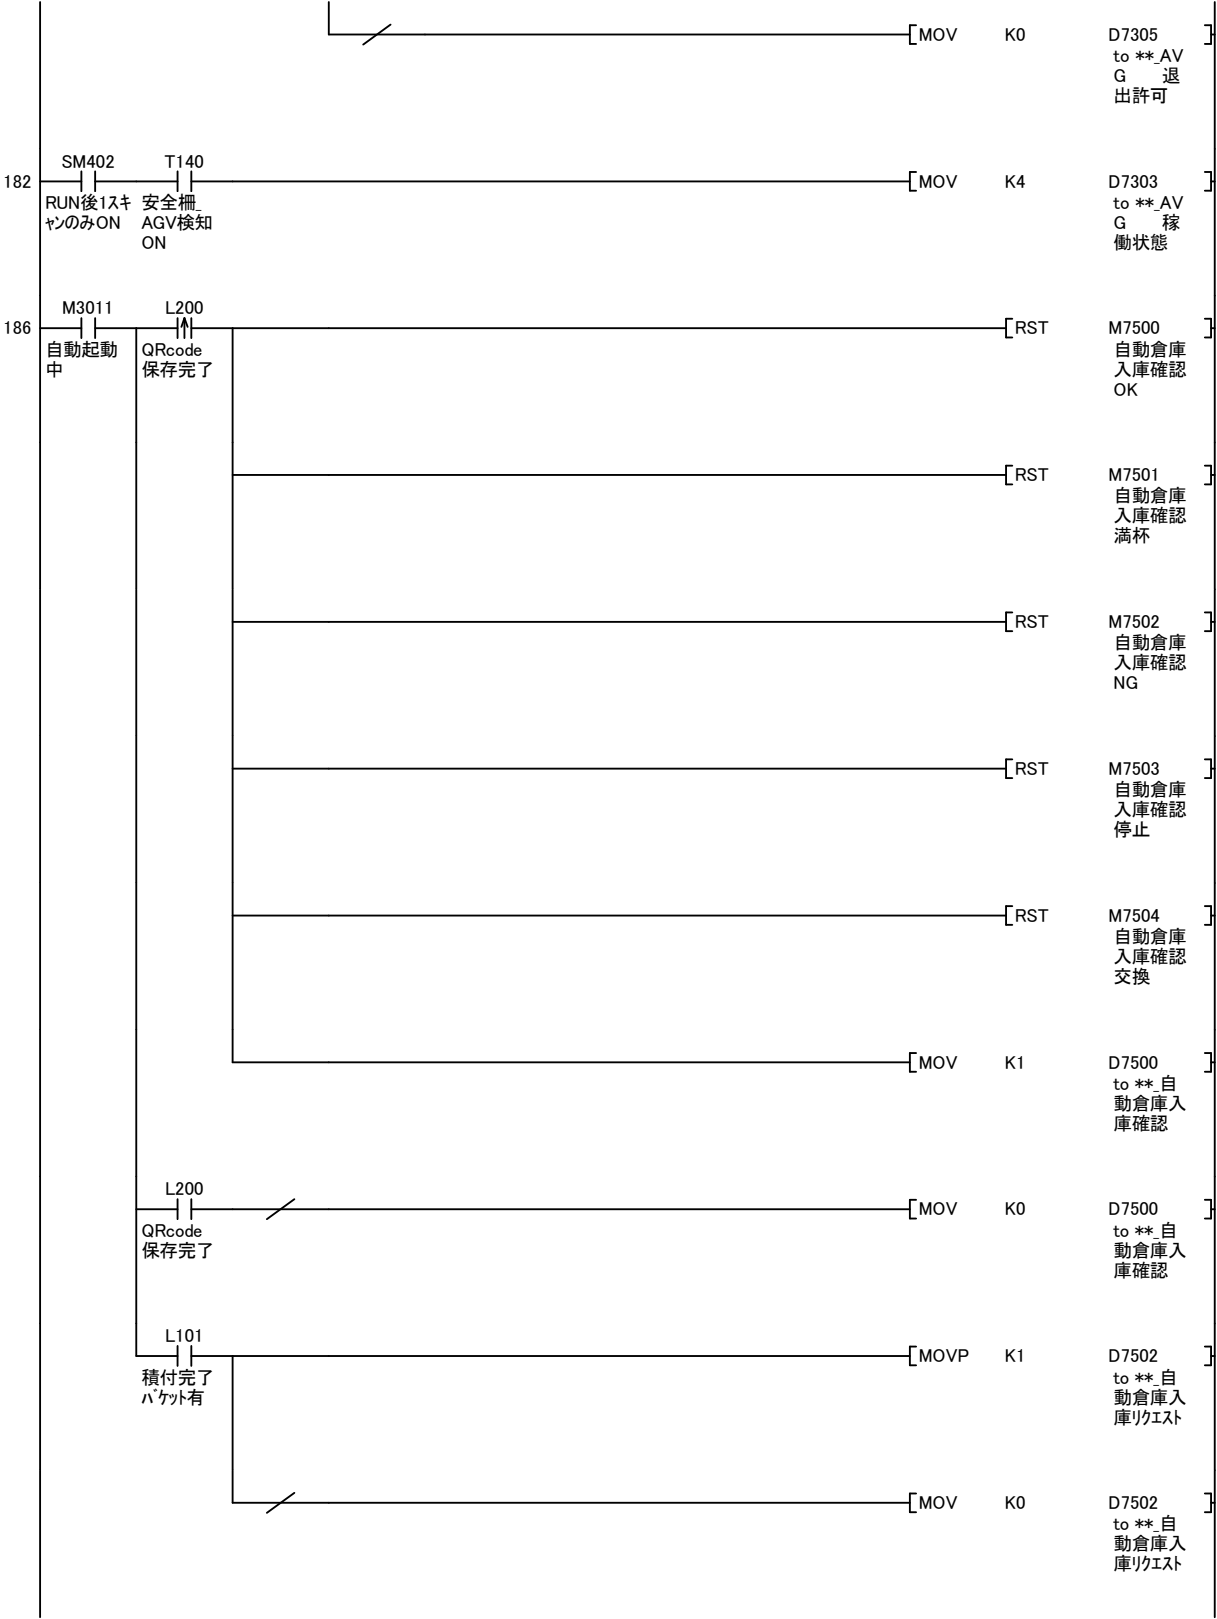 MOV K0 D7305
to **_AV
G 退
出許可
SM402 T140
182 MOV K4 D7303
RUN後1スキ 安全柵_ to **_AV
ャンのみON AGV検知 G 稼
ON 働状態
M3011 L200
186 RST M7500
自動起動 QRcode 自動倉庫
中 保存完了 入庫確認
OK
RST M7501
自動倉庫
入庫確認
満杯
RST M7502
自動倉庫
入庫確認
NG
RST M7503
自動倉庫
入庫確認
停止
RST M7504
自動倉庫
入庫確認
交換
MOV K1 D7500
to **_自
動倉庫入
庫確認
L200
MOV K0 D7500
QRcode to **_自
保存完了 動倉庫入
庫確認
L101
MOVP K1 D7502
積付完了 to **_自
バケット有 動倉庫入
庫リクエスト
MOV K0 D7502
to **_自
動倉庫入
庫リクエスト